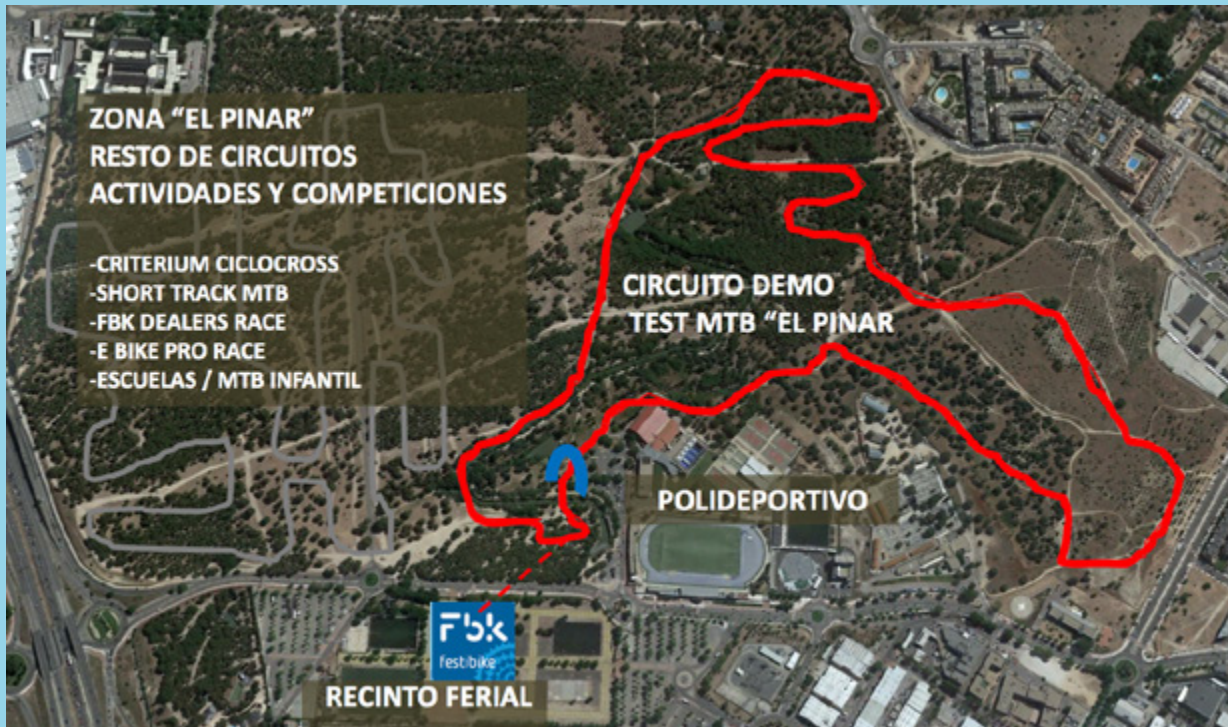 ZONA “EL PINAR”
RESTO DE CIRCUITOS
ACTIVIDADES Y COMPETICIONES
-CRITERIUM CICLOCROSS
-SHORT TRACK MTB
-FBK DEALERS RACE
-E BIKE PRO RACE
-ESCUELAS / MTB INFANTIL
CIRCUITO DEMO
TEST MTB “EL PINAR
POLIDEPORTIVO
Fbk
festibike
RECINTO FERIAL